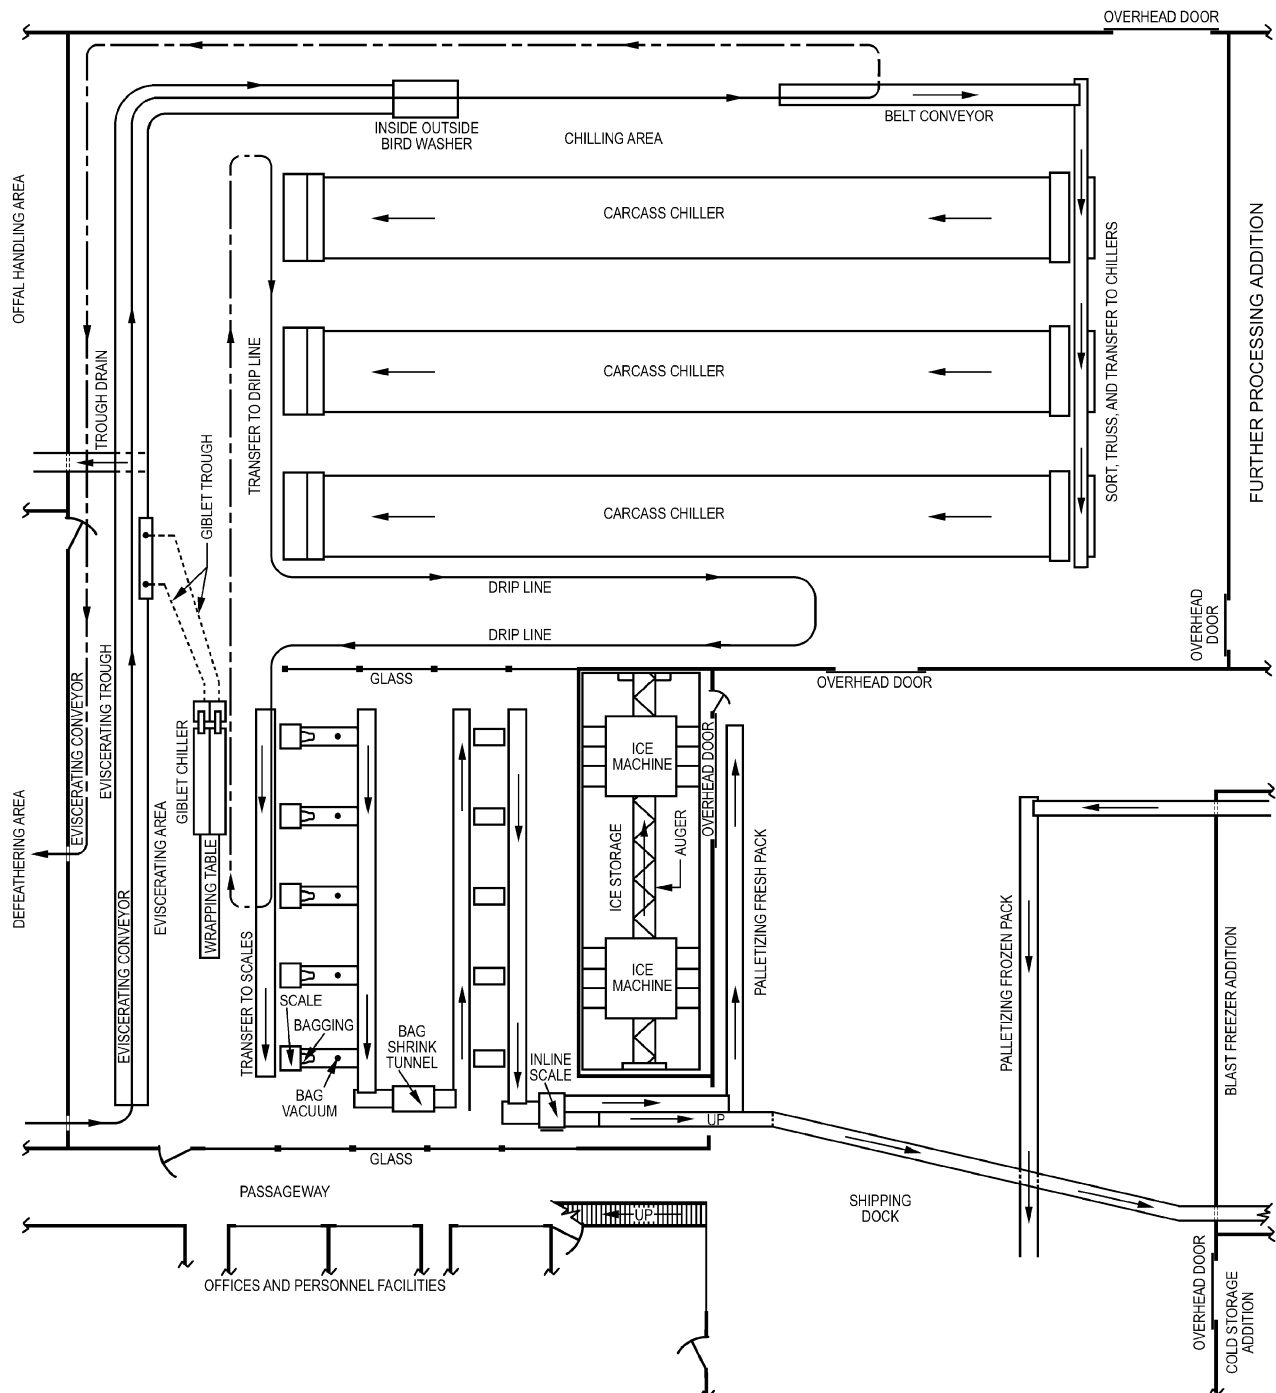 OVERHEAD DOOR
BELT CONVEYOR
INSIDE OUTSIDE
BIRD WASHER
CHILLING AREA
OFFAL HANDLING AREA
CARCASS CHILLER
CARCASS CHILLER
CARCASS CHILLER
SORT, TRUSS, AND TRANSFER TO CHILLERS
FURTHER PROCESSING ADDITION
TRANSFER TO DRIP LINE
TROUGH DRAIN
GIBLET TROUGH
DRIP LINE
DRIP LINE
OVERHEAD
DOOR
GLASS
OVERHEAD DOOR
EVISCERATING CONVEYOR
EVISCERATING TROUGH
GIBLET CHILLER
EVISCERATING AREA
DEFEATHERING AREA
EVISCERATING CONVEYOR
WRAPPING TABLE
TRANSFER TO SCALES
SCALE
BAGGING
BAG
VACUUM
BAG
SHRINK
TUNNEL
INLINE
SCALE
ICE
MACHINE
ICE STORAGE
AUGER
OVERHEAD DOOR
ICE
MACHINE
PALLETIZING FRESH PACK
PALLETIZING FROZEN PACK
BLAST FREEZER ADDITION
UP
GLASS
PASSAGEWAY
UP
SHIPPING
DOCK
OFFICES AND PERSONNEL FACILITIES
OVERHEAD DOOR
COLD STORAGE
ADDITION